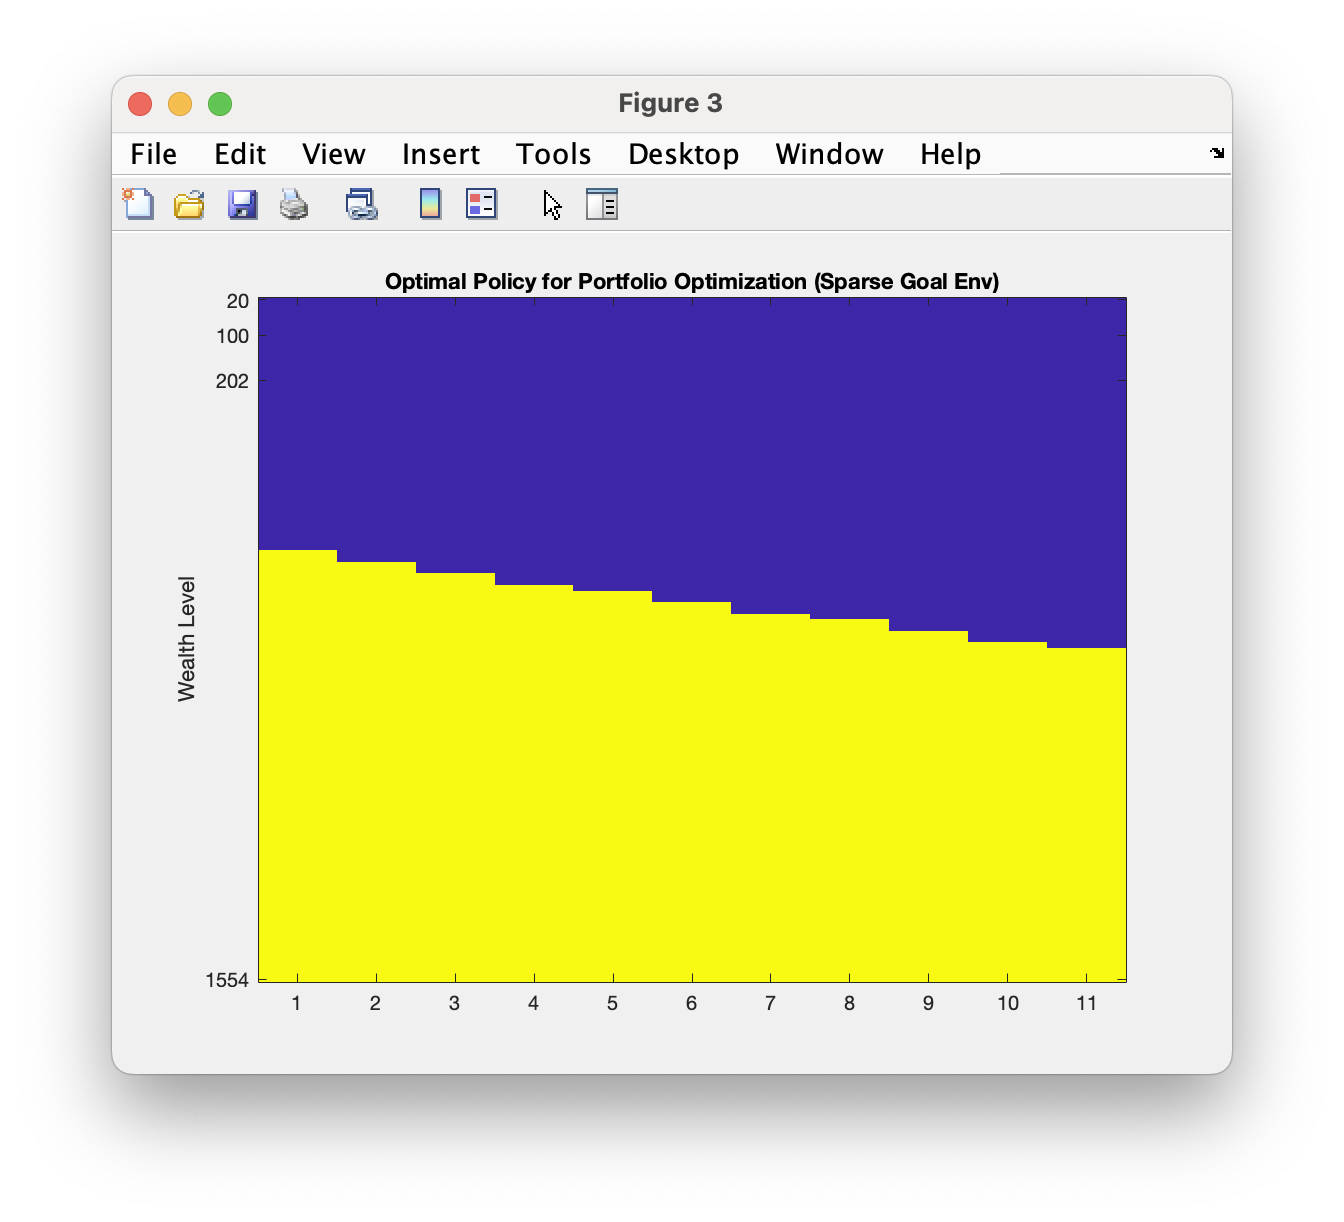 Figure 3
File Edit View Insert Tools Desktop Window Help
Optimal Policy for Portfolio Optimization (Sparse Goal Env)
20
100
202
Wealth Level
1554
1 2 3 4 5 6 7 8 9 10 11